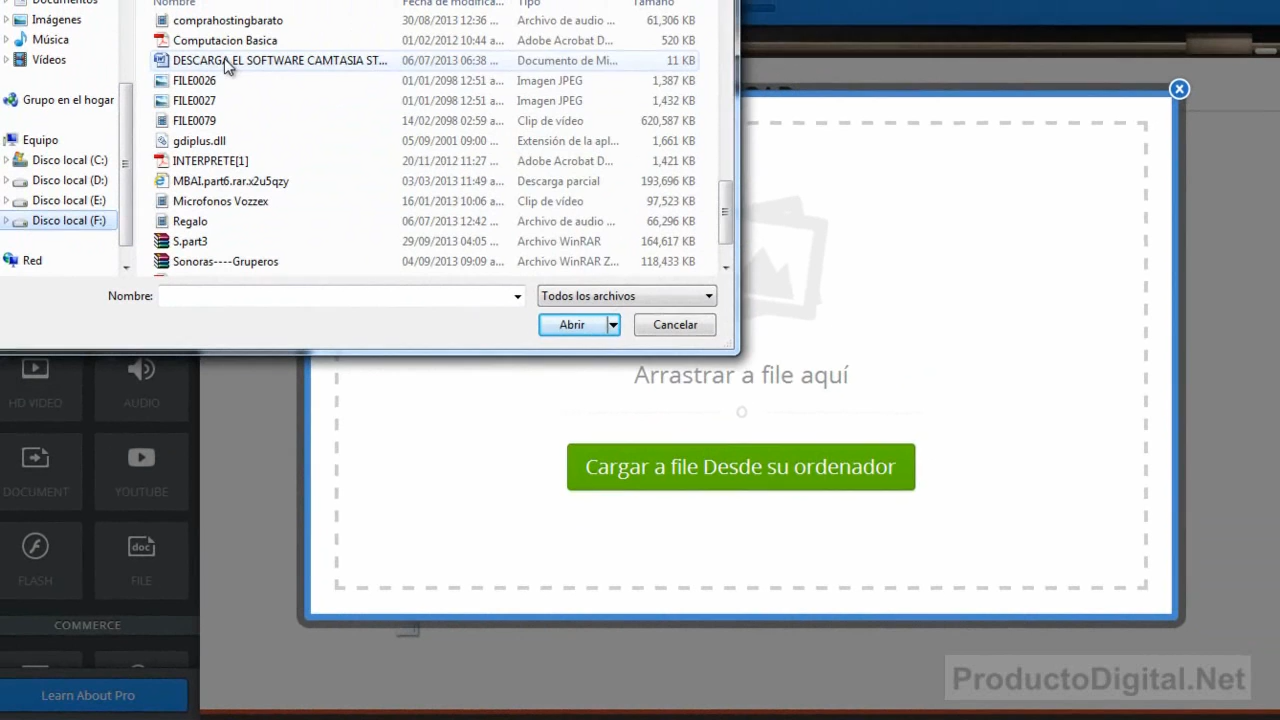 Documentos
Nombre Fecha de modifica... Tipo Tamaño
Imágenes
Música
Vídeos
Grupo en el hogar
Equipo
Disco local (C:)
Disco local (D:)
Disco local (E:)
Disco local (F:)
Red
comprahostingbarato 30/08/2013 12:36 ... Archivo de audio ... 61,306 KB
Computacion Basica 01/02/2012 10:44 a... Adobe Acrobat D... 520 KB
DESCARGA EL SOFTWARE CAMTASIA ST... 06/07/2013 06:38 ... Documento de Mi... 11 KB
FILE0026 01/01/2098 12:51 a... Imagen JPEG 1,387 KB
FILE0027 01/01/2098 12:51 a... Imagen JPEG 1,432 KB
FILE0079 14/02/2098 02:59 a... Clip de vídeo 620,587 KB
gdiplus.dll 05/09/2001 09:00 ... Extensión de la apl... 1,661 KB
INTERPRETE[1] 20/11/2012 11:27 ... Adobe Acrobat D... 1,421 KB
MBAI.part6.rar.x2u5qzy 03/03/2013 11:49 a... Descarga parcial 193,696 KB
Microfonos Vozzex 16/01/2013 10:06 a... Clip de vídeo 97,523 KB
Regalo 06/07/2013 12:42 ... Archivo de audio ... 66,296 KB
S.part3 29/09/2013 04:05 ... Archivo WinRAR 164,617 KB
Sonoras----Gruperos 04/09/2013 09:09 a... Archivo WinRAR Z... 118,433 KB
Nombre: Todos los archivos
Abrir Cancelar
Arrastrar a file aquí
o
Cargar a file Desde su ordenador
HD VIDEO AUDIO
DOCUMENT YOUTUBE
FLASH doc FILE
COMMERCE
Learn About Pro
ProductoDigital.Net